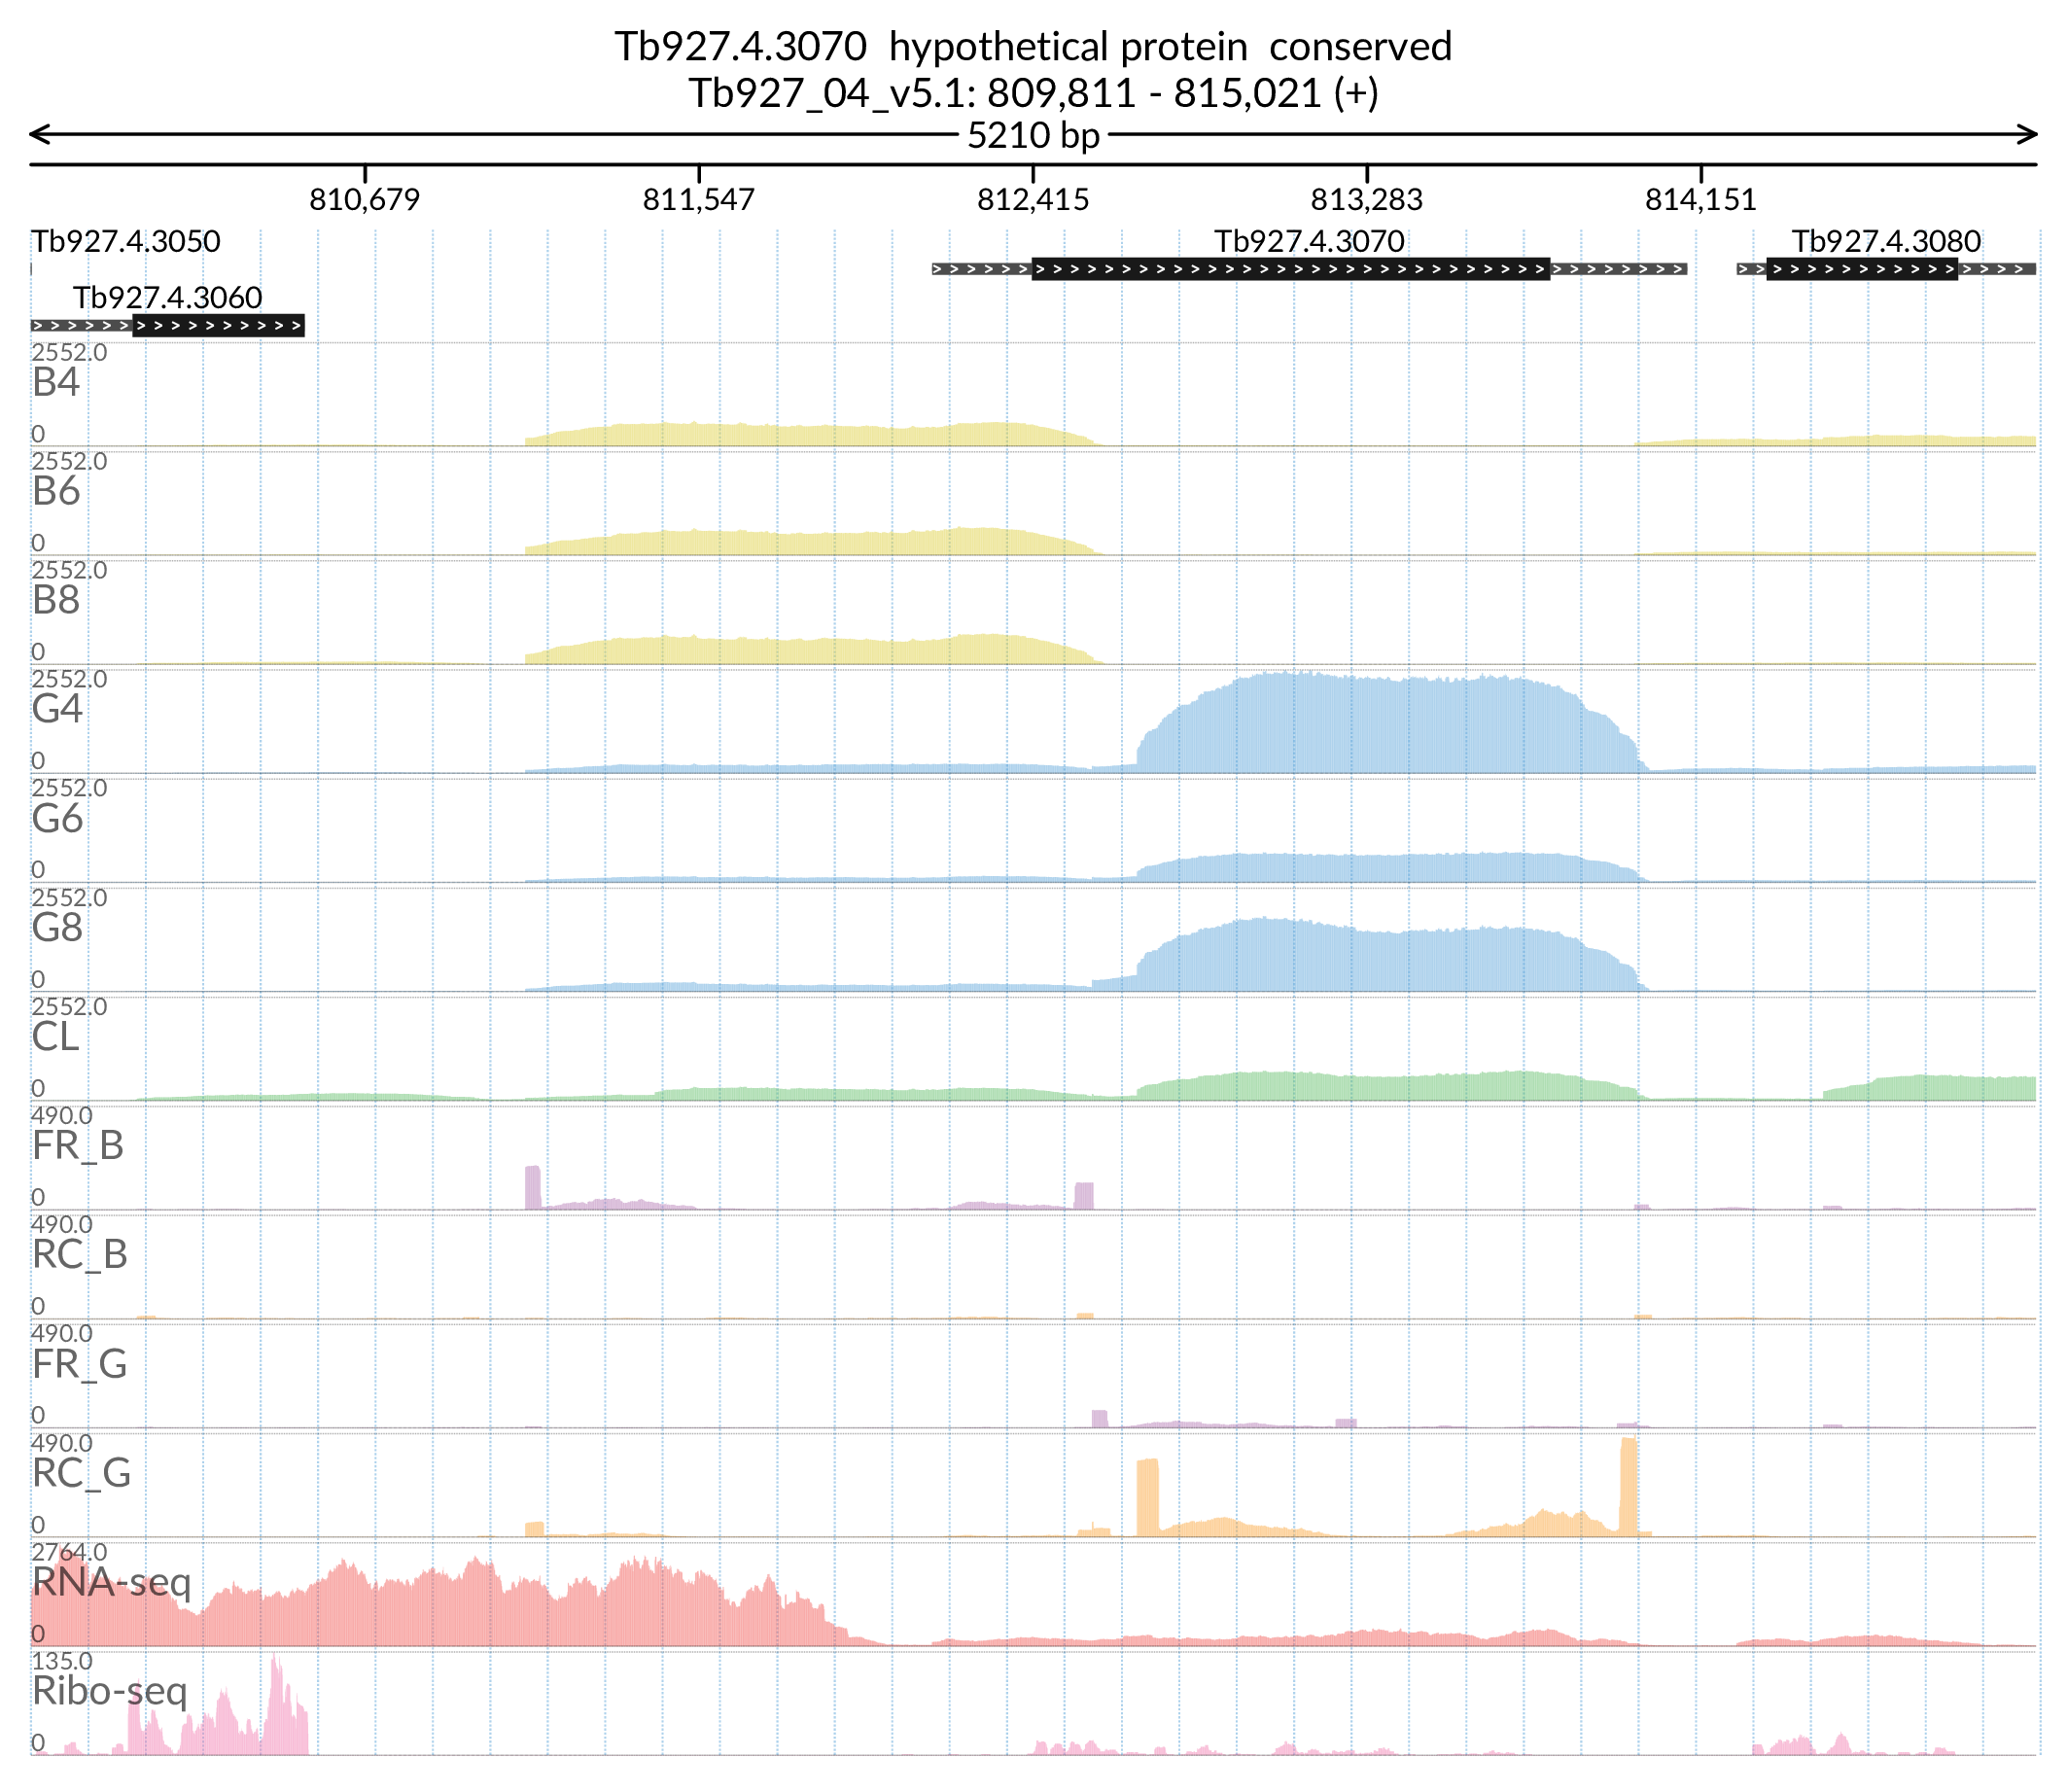 Tb927.4.3070  hypothetical protein  conserved
Tb927_04_v5.1: 809,811 - 815,021 (+)
5210 bp
810,679 811,547 812,415 813,283 814,151
Tb927.4.3050 Tb927.4.3070 Tb927.4.3080
Tb927.4.3060
2552.0
B4
0
2552.0
B6
0
2552.0
B8
0
2552.0
G4
0
2552.0
G6
0
2552.0
G8
0
2552.0
CL
0
490.0
FR_B
0
490.0
RC_B
0
490.0
FR_G
0
490.0
RC_G
0
2764.0
RNA-seq
0
135.0
Ribo-seq
0